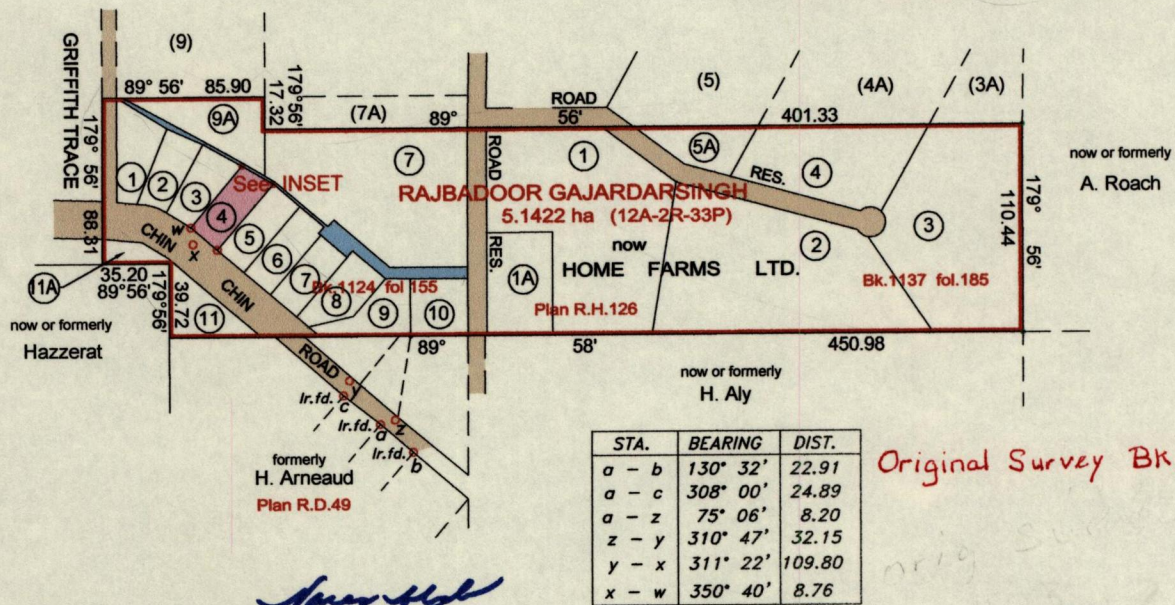 GRIFFITH TRACE
(9)
89° 56' 85.90
179°56'
17.32
(7A)
89°
ROAD
56'
(5)
(4A)
(3A)
401.33
9A
7
1
5A
RES.
4
179° 56'
88.31
1
2
3
4
See INSET
5
6
7
8
9
10
ROAD
RES.
RAJBADOOR GAJARDARSINGH
5.1422 ha (12A-2R-33P)
now
HOME FARMS LTD.
2
3
179° 56'
110.44
now or formerly
A. Roach
w
x
CHIN
CHIN
ROAD
11A
35.20
89°56'
179°56'
39.72
11
Bk.1124 fol 155
1A
Plan R.H.126
Bk.1137 fol.185
now or formerly
Hazzerat
89°
58'
450.98
now or formerly
H. Aly
y
Ir.fd.
c
Ir.fd.
a
z
Ir.fd.
b
formerly
H. Arneaud
Plan R.D.49
STA. BEARING DIST.
a - b 130° 32' 22.91
a - c 308° 00' 24.89
a - z 75° 06' 8.20
z - y 310° 47' 32.15
y - x 311° 22' 109.80
x - w 350° 40' 8.76
Original Survey Bk